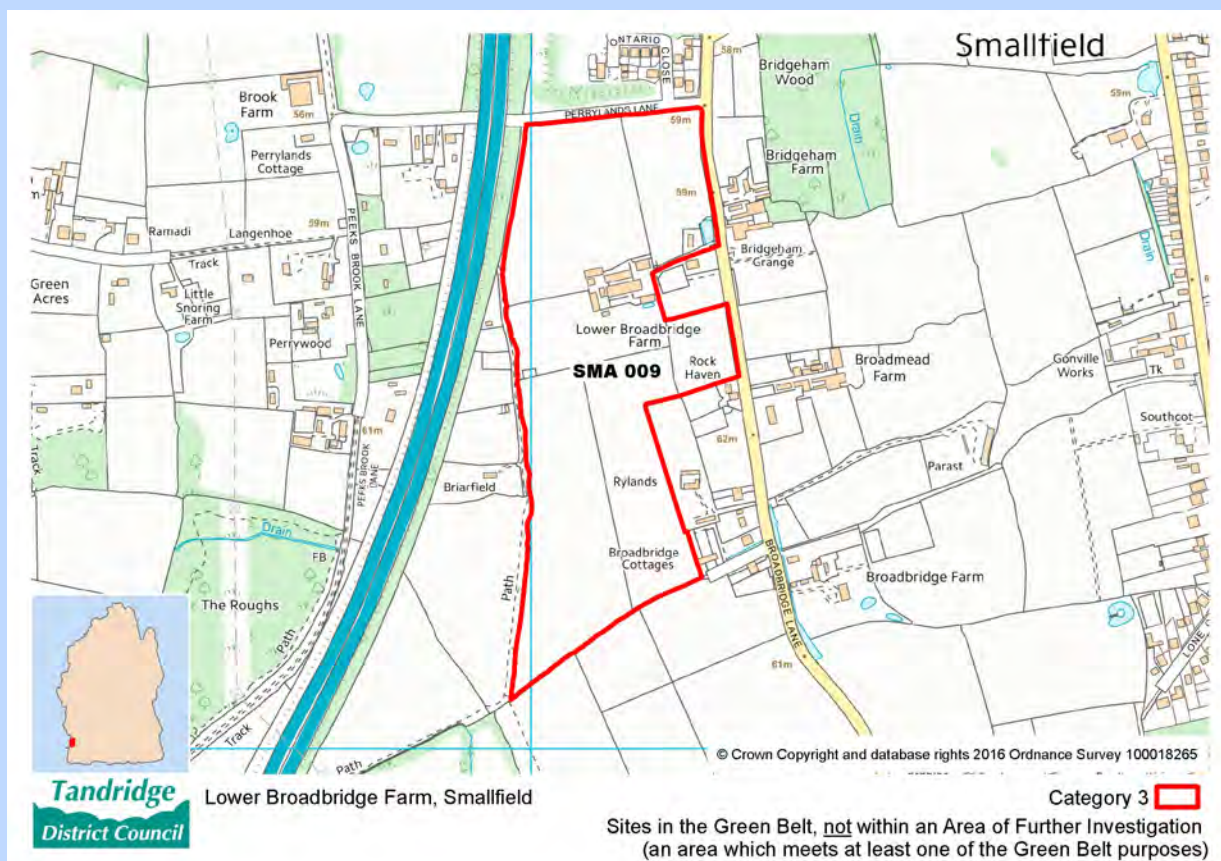 Smallfield
ONTARIO
CLOSE
58m
Bridgeham
Wood
59m
Drain
Brook
Farm
56m
PERRYLANDS LANE
59m
Perrylands
Cottage
Drain
Bridgeham
Farm
59m
Drain
PEEKS BROOK LANE
59m
Ramadi
Langenhoe
Track
Bridgeham
Grange
Green
Acres
Little
Snoring
Farm
Perrywood
Lower Broadbridge
Farm
Rock
Haven
SMA 009
Broadmead
Farm
Gonville
Works
Tk
Southcot
61m
62m
Track
PEEKS BROOK
LANE
Briarfield
Rylands
Parast
Drain
FB
Broadbridge
Cottages
BROADBRIDGE LANE
Broadbridge Farm
The Roughs
Path
Path
LONE
61m
Track
Path
© Crown Copyright and database rights 2016 Ordnance Survey 100018265
Tandridge
District Council
Lower Broadbridge Farm, Smallfield
Category 3
Sites in the Green Belt, not within an Area of Further Investigation
(an area which meets at least one of the Green Belt purposes)